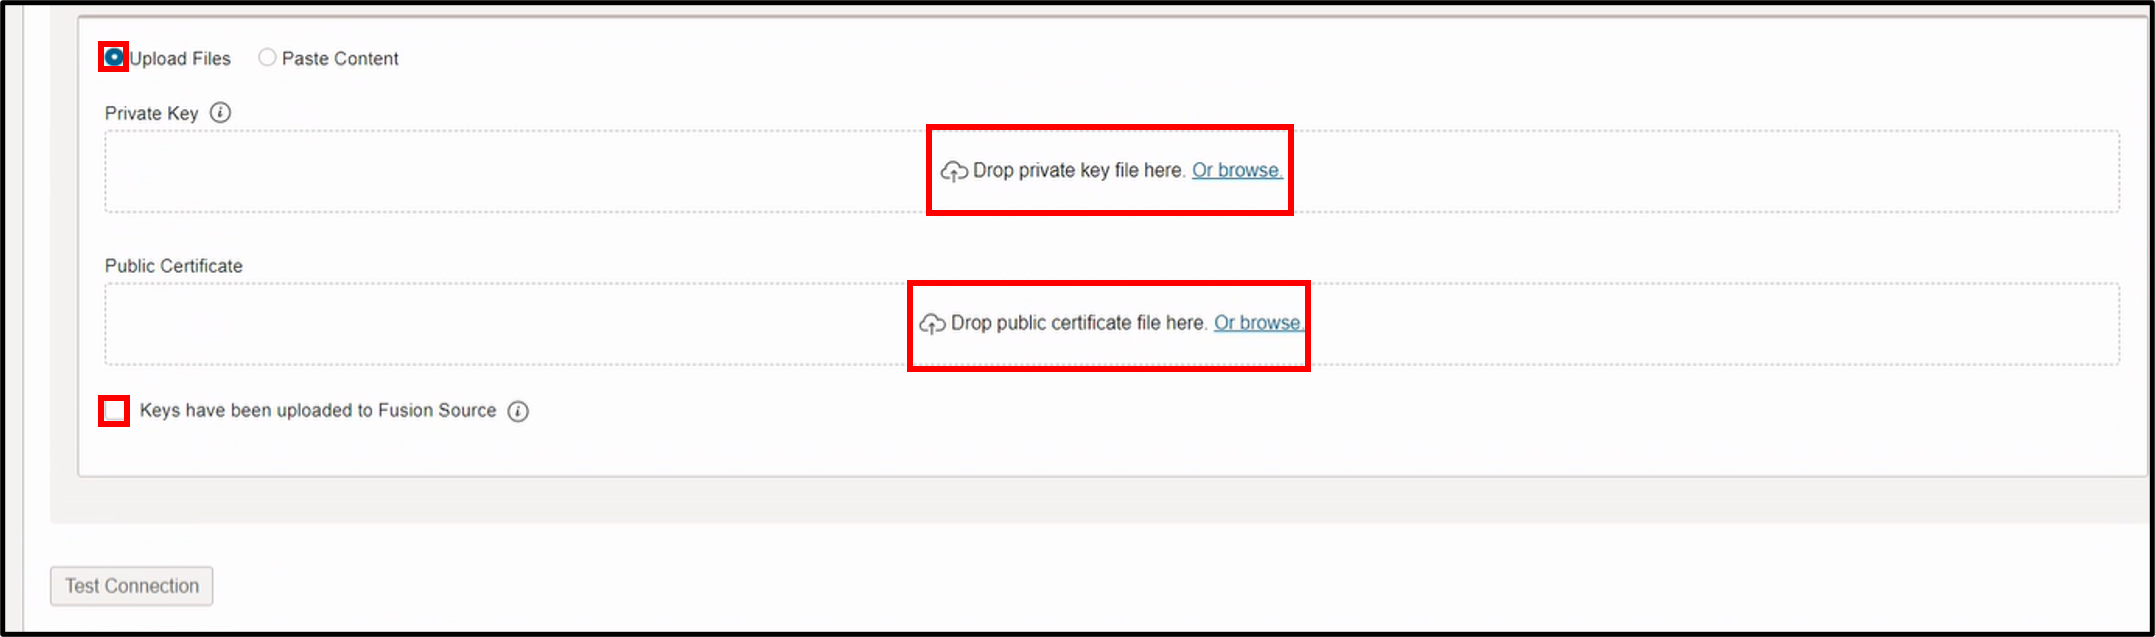 Upload Files Paste Content
Private Key
Drop private key file here. Or browse.
Public Certificate
Drop public certificate file here. Or browse.
Keys have been uploaded to Fusion Source
Test Connection